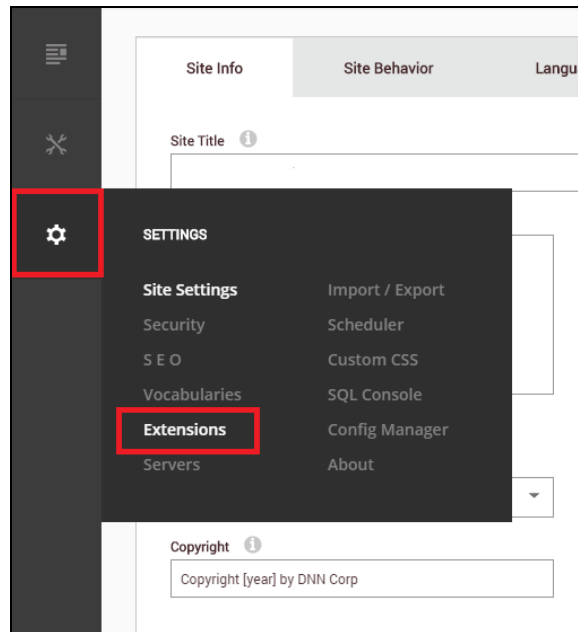 Site Info
Site Behavior
Langu
Site Title
SETTINGS
Site Settings
Import / Export
Security
Scheduler
S E O
Custom CSS
Vocabularies
SQL Console
Extensions
Config Manager
Servers
About
Copyright
Copyright [year] by DNN Corp